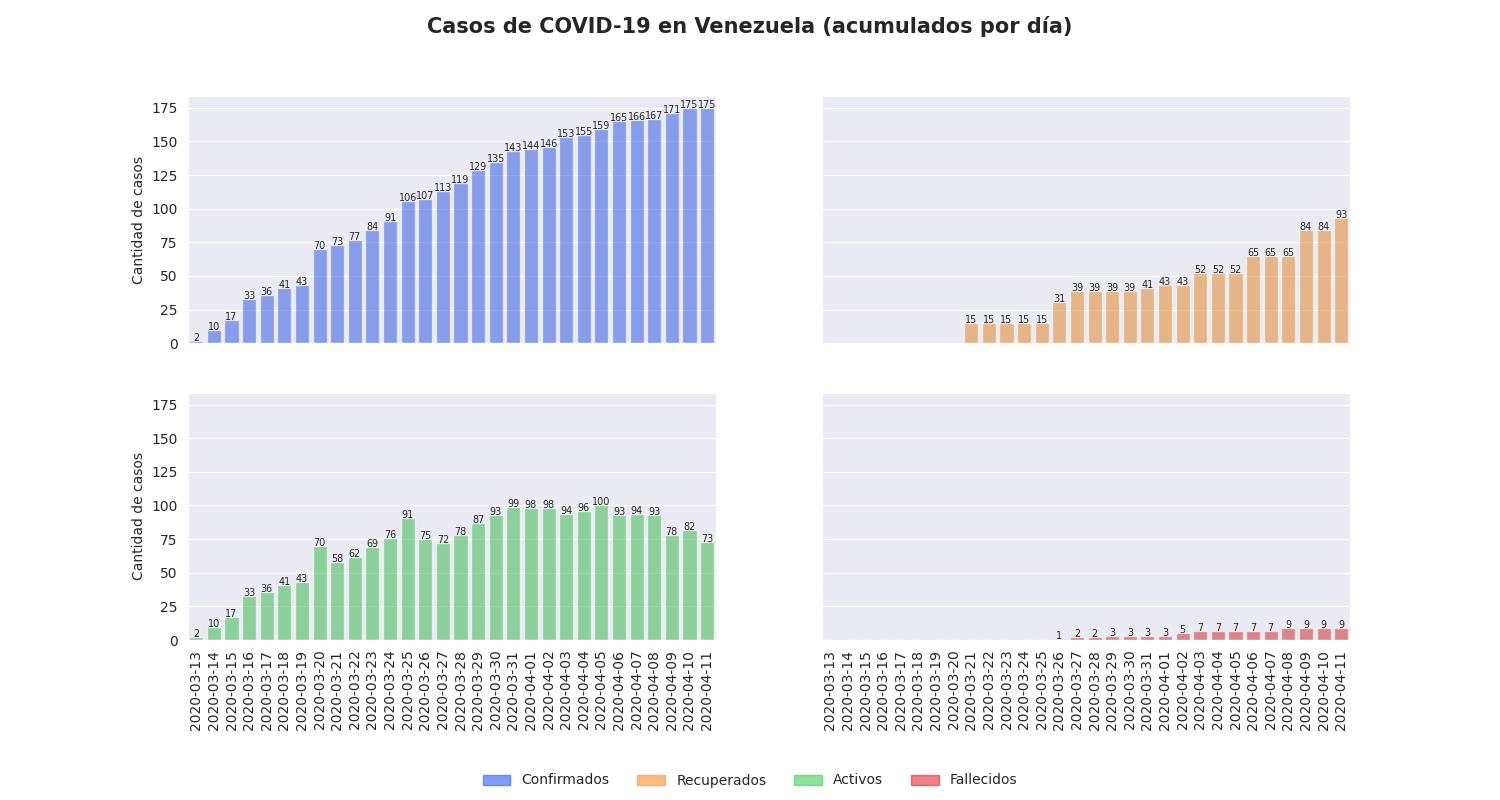 Casos de COVID-19 en Venezuela (acumulados por día)
Cantidad de casos
175
150
125
100
75
50
25
0
2 10 17 33 36 41 43 70 73 77 84 91 106 107 113 119 129 135 143 144 146 153 155 159 165 166 167 171 175 175
15 15 15 15 15 31 39 39 39 39 41 43 43 52 52 52 65 65 65 84 84 93
Cantidad de casos
175
150
125
100
75
50
25
0
2 10 17 33 36 41 43 70 58 62 69 76 91 75 72 78 87 93 99 98 98 94 96 100 93 94 93 78 82 73
1 2 2 3 3 3 3 5 7 7 7 7 7 9 9 9 9
2020-03-13 2020-03-14 2020-03-15 2020-03-16 2020-03-17 2020-03-18 2020-03-19 2020-03-20 2020-03-21 2020-03-22 2020-03-23 2020-03-24 2020-03-25 2020-03-26 2020-03-27 2020-03-28 2020-03-29 2020-03-30 2020-03-31 2020-04-01 2020-04-02 2020-04-03 2020-04-04 2020-04-05 2020-04-06 2020-04-07 2020-04-08 2020-04-09 2020-04-10 2020-04-11
2020-03-13 2020-03-14 2020-03-15 2020-03-16 2020-03-17 2020-03-18 2020-03-19 2020-03-20 2020-03-21 2020-03-22 2020-03-23 2020-03-24 2020-03-25 2020-03-26 2020-03-27 2020-03-28 2020-03-29 2020-03-30 2020-03-31 2020-04-01 2020-04-02 2020-04-03 2020-04-04 2020-04-05 2020-04-06 2020-04-07 2020-04-08 2020-04-09 2020-04-10 2020-04-11
Confirmados Recuperados Activos Fallecidos